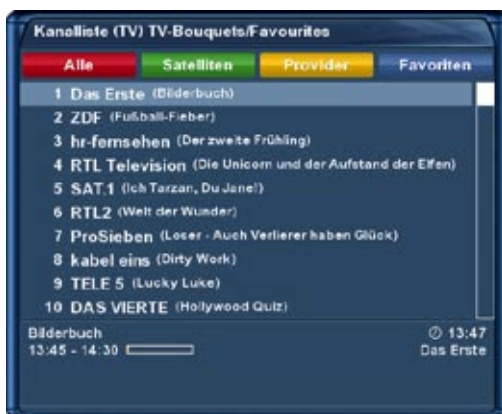 Kanalliste (TV) TV-Bouquets/Favourites
Alle Satelliten Provider Favoriten
1 Das Erste (Bilderbuch)
2 ZDF (Fußball-Fieber)
3 hr-fernsehen (Der zweite Frühling)
4 RTL Television (Die Unicorn und der Aufstand der Elfen)
5 SAT.1 (Ich Tarzan, Du Jane!)
6 RTL2 (Welt der Wunder)
7 ProSieben (Loser - Auch Verlierer haben Glück)
8 kabel eins (Dirty Work)
9 TELE 5 (Lucky Luke)
10 DAS VIERTE (Hollywood Quiz)
Bilderbuch 13:47
13:45 - 14:30 Das Erste